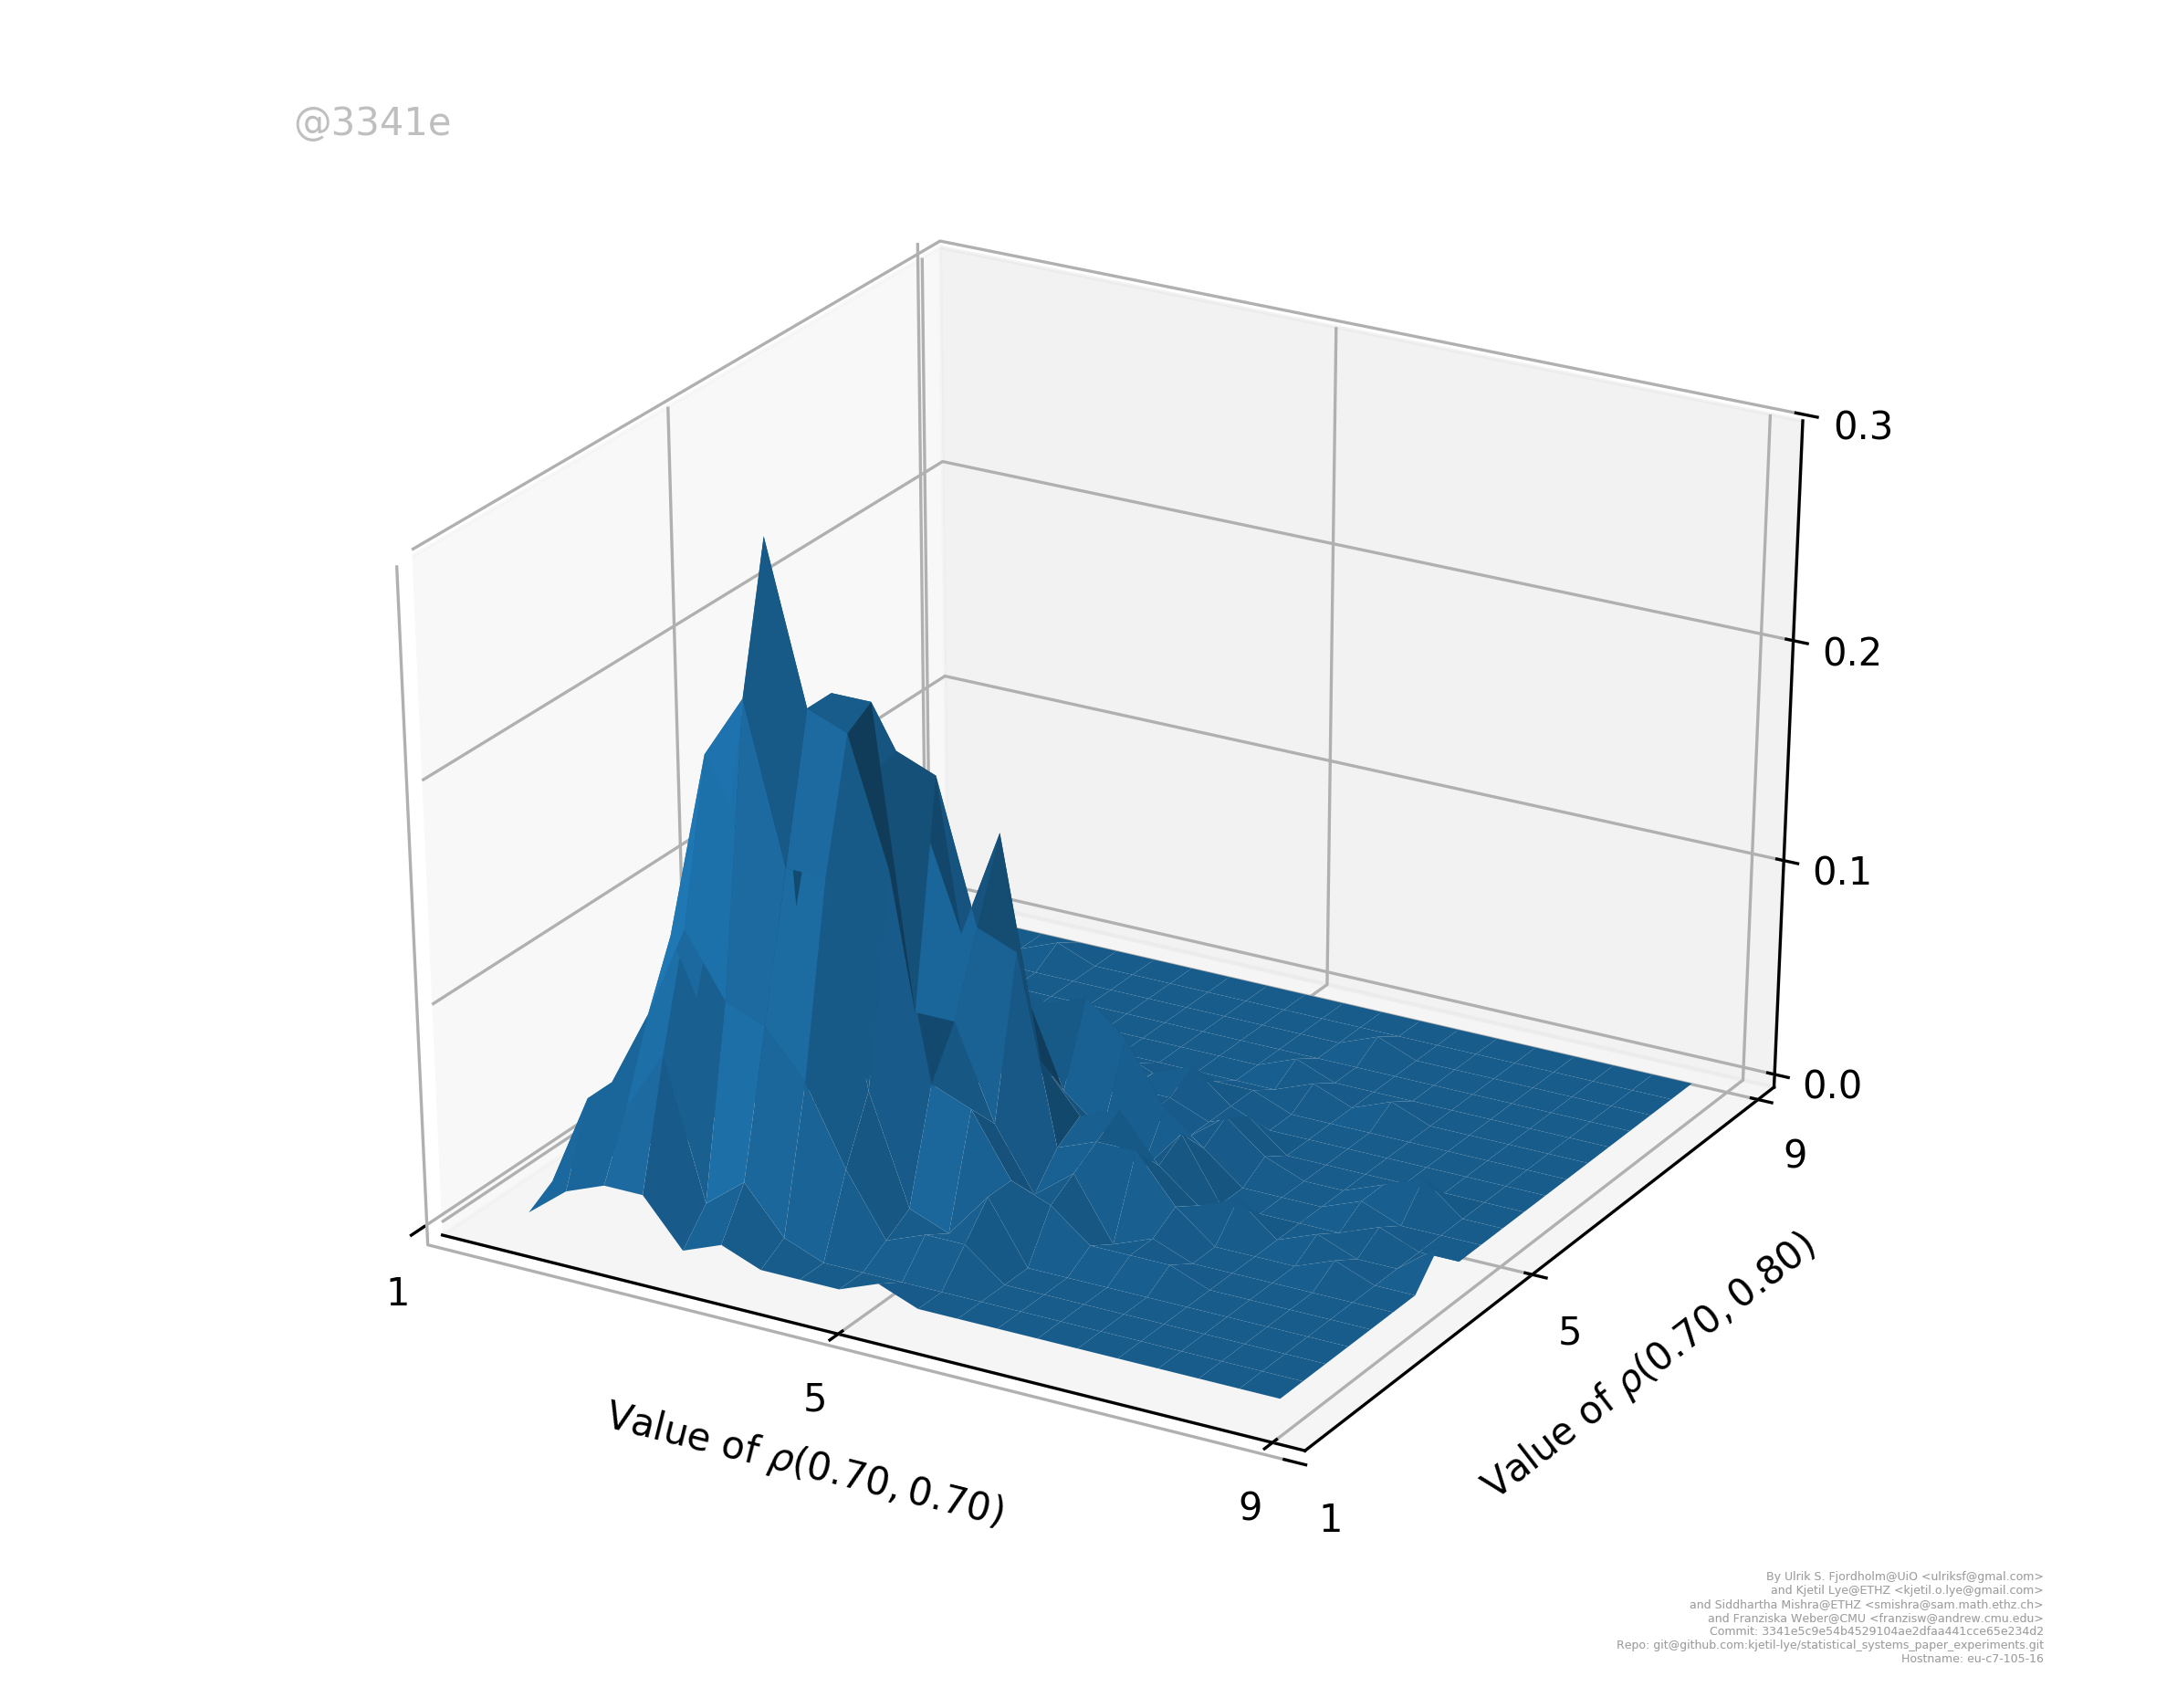 @3341e
0.3
0.2
0.1
0.0
9
5
1
1
5
9
Value of ρ(0.70, 0.70)
Value of ρ(0.70, 0.80)
By Ulrik S. Fjordholm@UiO <ulriksf@gmal.com>
and Kjetil Lye@ETHZ <kjetil.o.lye@gmail.com>
and Siddhartha Mishra@ETHZ <smishra@sam.math.ethz.ch>
and Franziska Weber@CMU <franzisw@andrew.cmu.edu>
Commit: 3341e5c9e54b4529104ae2dfaa441cce65e234d2
Repo: git@github.com:kjetil-lye/statistical_systems_paper_experiments.git
Hostname: eu-c7-105-16